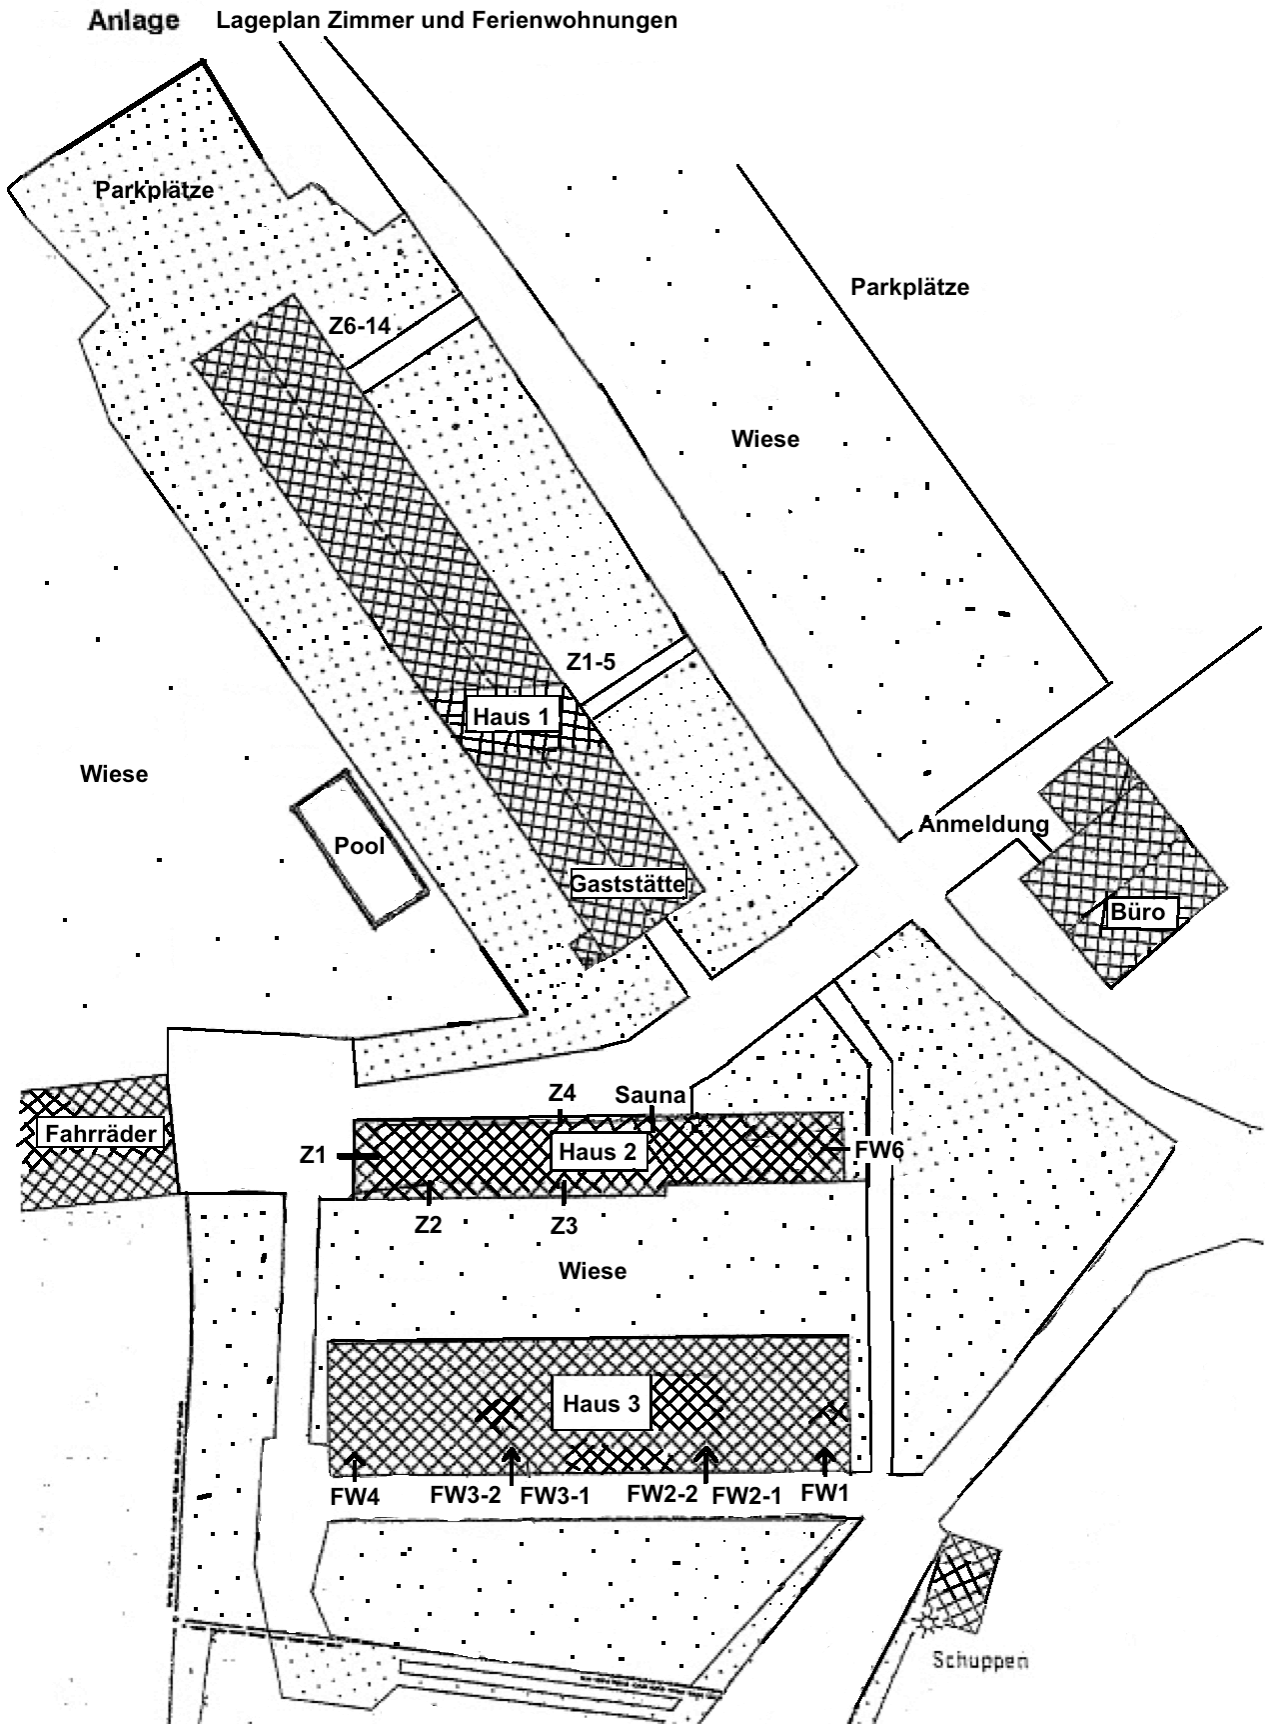 Anlage Lageplan Zimmer und Ferienwohnungen
Parkplätze
Parkplätze
Z6-14
Wiese
Z1-5
Haus 1
Wiese
Anmeldung
Pool
Gaststätte
Büro
Z4 Sauna
Fahrräder
Z1
Haus 2
FW6
Z2 Z3
Wiese
Haus 3
FW4 FW3-2 FW3-1 FW2-2 FW2-1 FW1
Schuppen